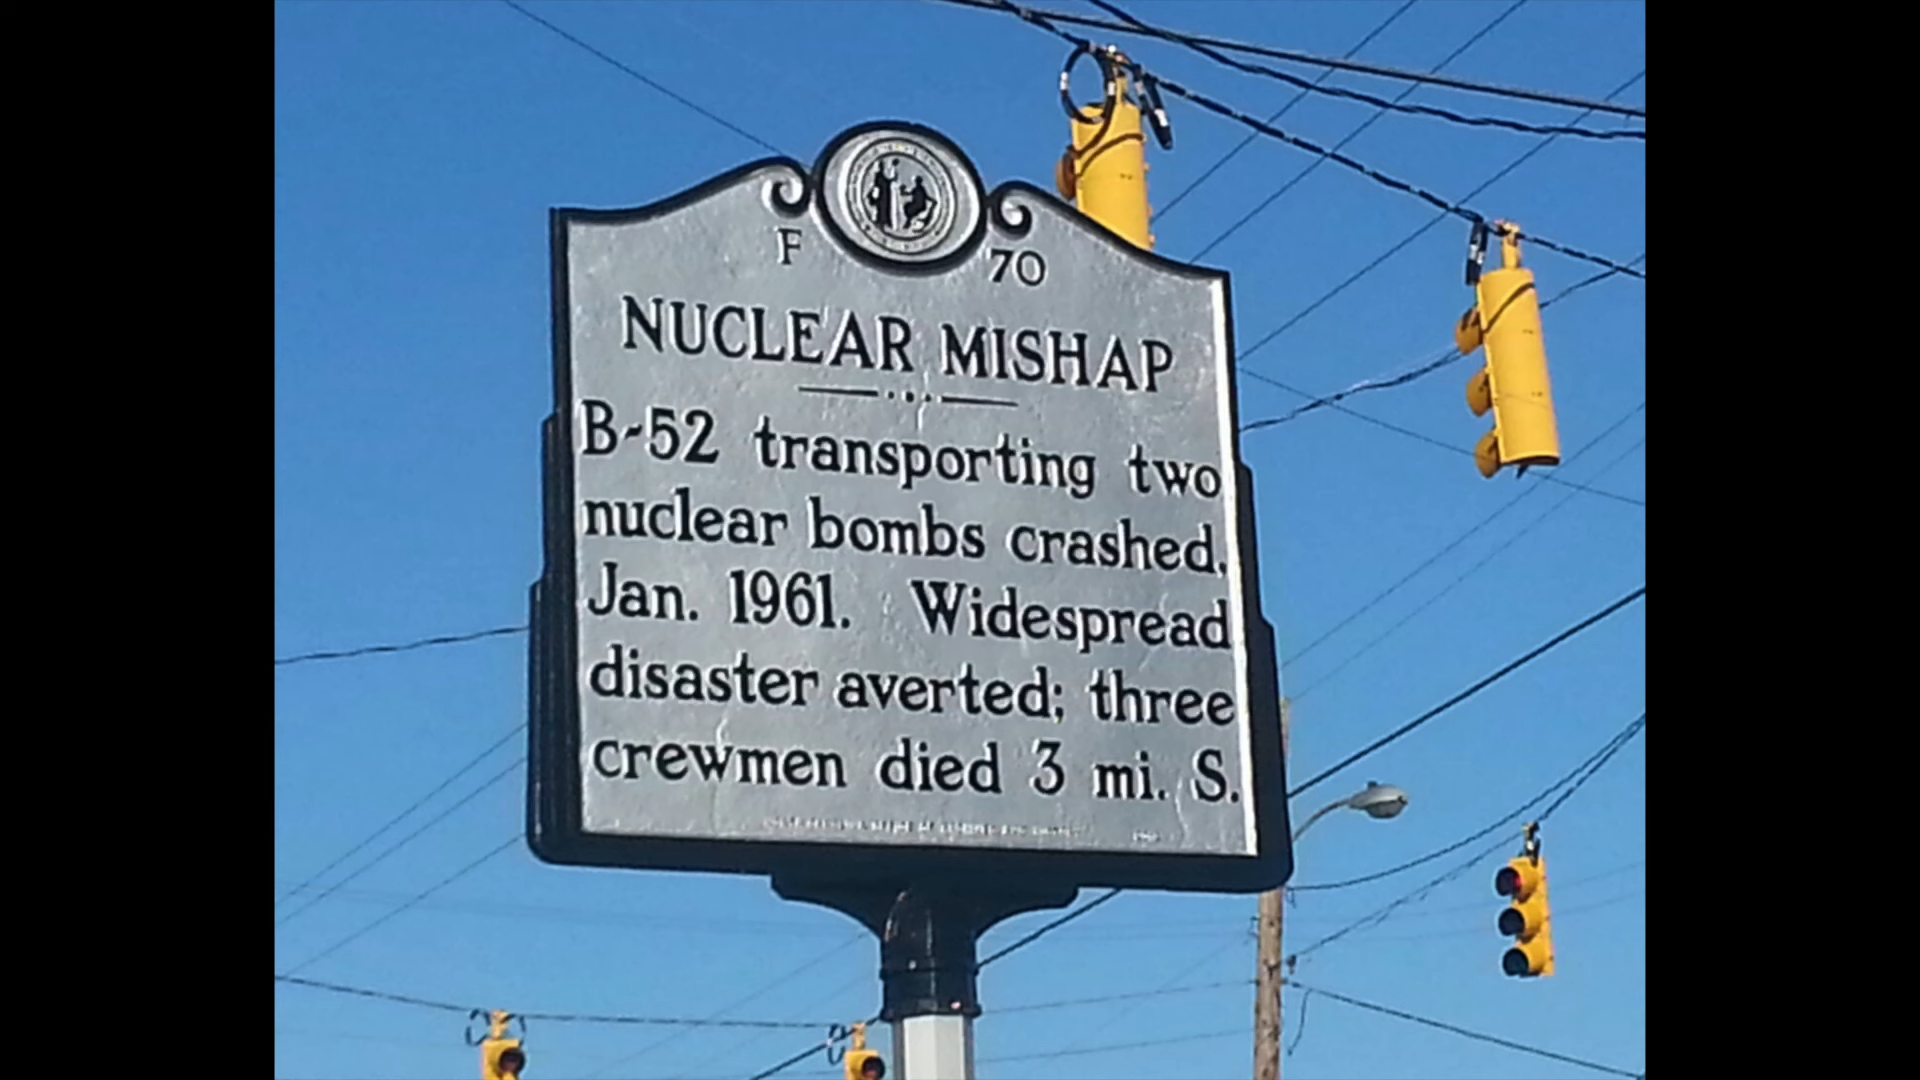 F 70
NUCLEAR MISHAP
B-52 transporting two
nuclear bombs crashed,
Jan. 1961. Widespread
disaster averted; three
crewmen died 3 mi. S.